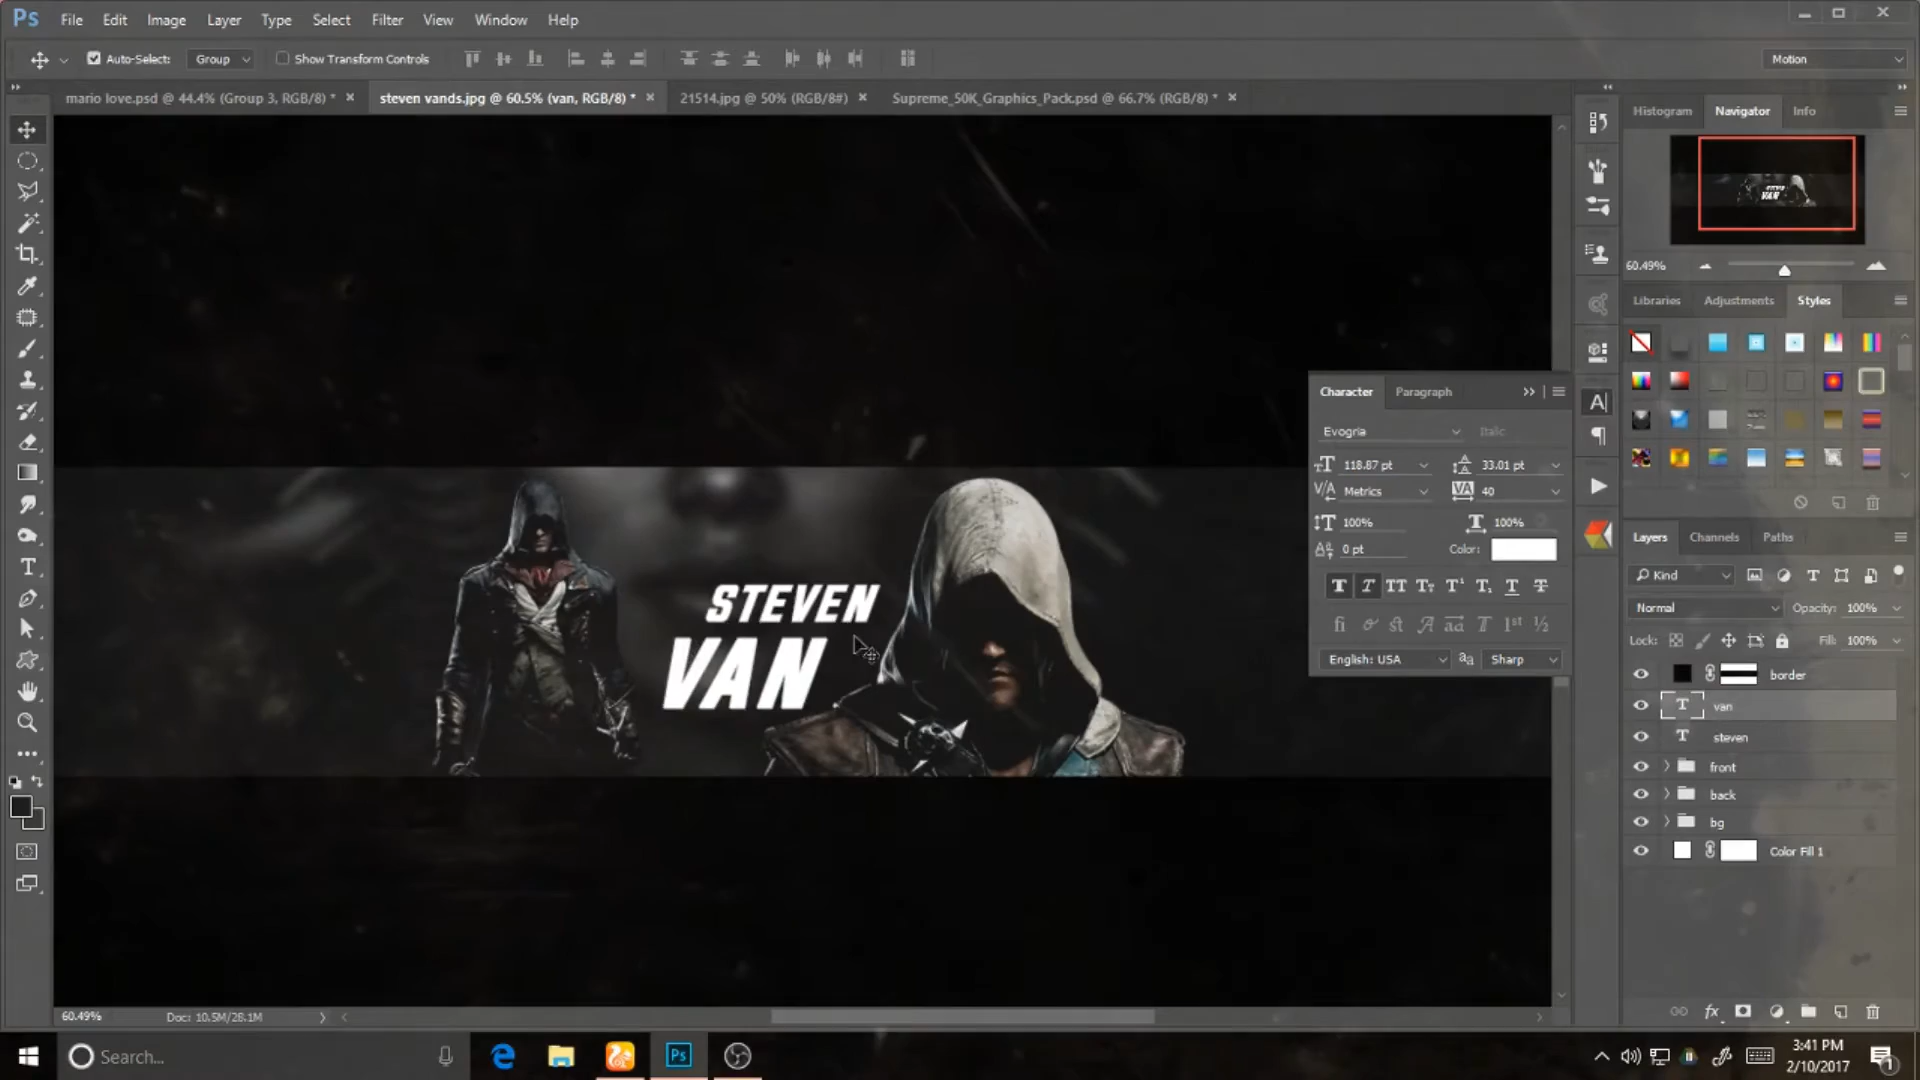 Ps File Edit Image Layer Type Select Filter View Window Help
Auto-Select: Group Show Transform Controls Motion
mario love.psd @ 44.4% (Group 3, RGB/8) * steven vands.jpg @ 60.5% (van, RGB/8) * 21514.jpg @ 50% (RGB/8#) Supreme_50K_Graphics_Pack.psd @ 66.7% (RGB/8) *
Histogram Navigator Info
STEVEN
VAN
60.49%
Libraries Adjustments Styles
Character Paragraph
Evogria Italic
118.87 pt 33.01 pt
Metrics 40
100% 100%
0 pt Color:
English: USA Sharp
STEVEN
VAN
Layers Channels Paths
Kind
Normal Opacity: 100%
Lock: Fill: 100%
border
van
steven
front
back
bg
Color Fill 1
60.49% Doc: 10.5M/28.1M
Search... Ps 3:41 PM
2/10/2017 1